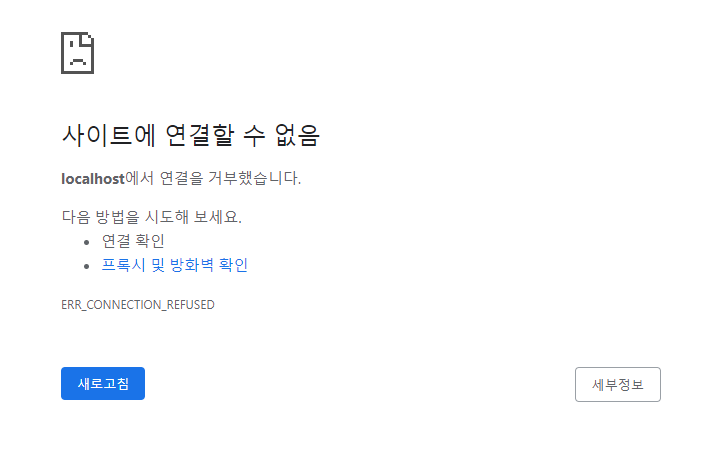 사이트에 연결할 수 없음
localhost에서 연결을 거부했습니다.
다음 방법을 시도해 보세요.
연결 확인
프록시 및 방화벽 확인
ERR_CONNECTION_REFUSED
새로고침
세부정보